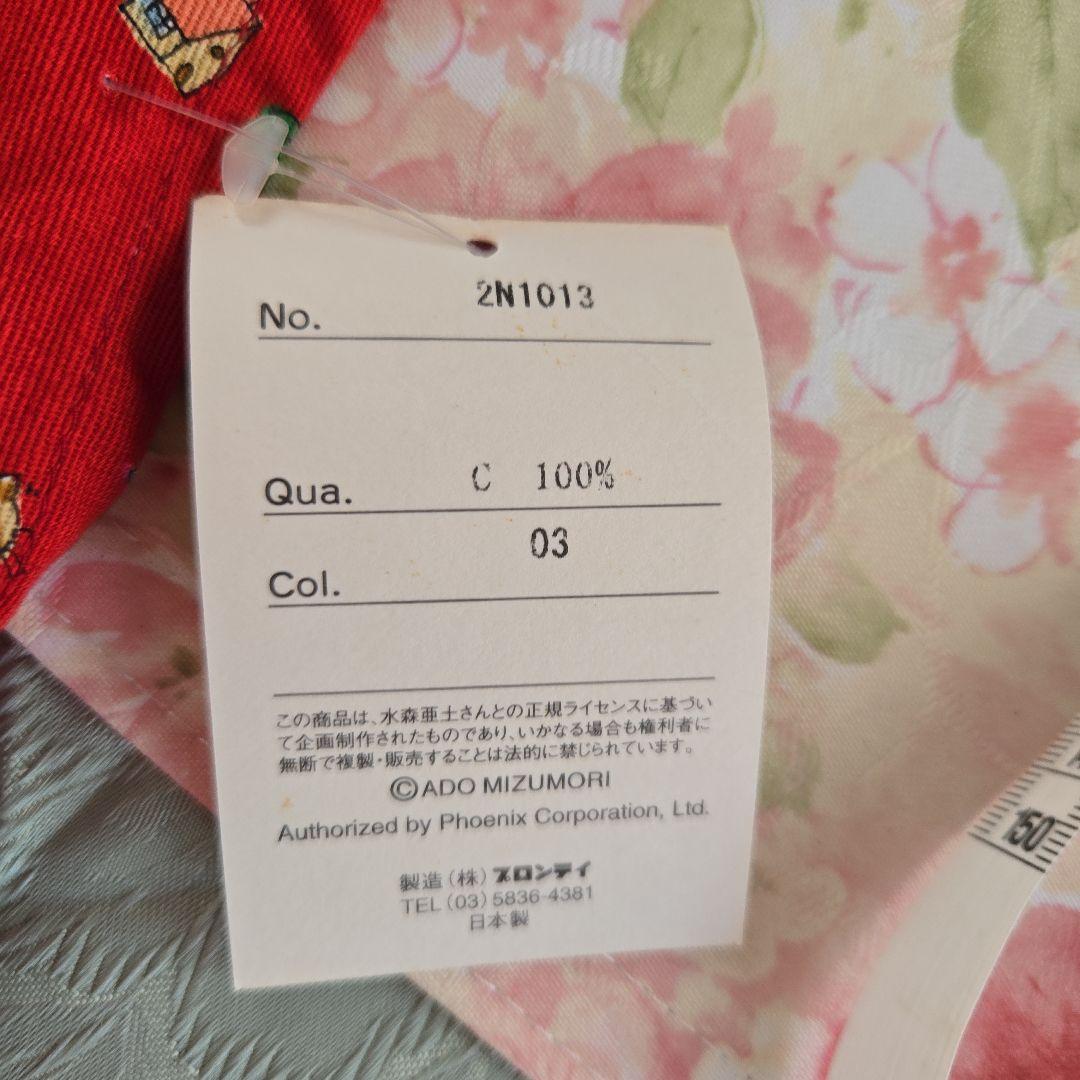 No. 2N1013
Qua. C 100%
Col. 03
この商品は、水森亜土さんとの正規ライセンスに基づい
て企画制作されたものであり、いかなる場合も権利者に
無断で複製・販売することは法的に禁じられています。
©ADO MIZUMORI
Authorized by Phoenix Corporation, Ltd.
製造(株)フロンテイ
TEL(03)5836-4381
日本製
150